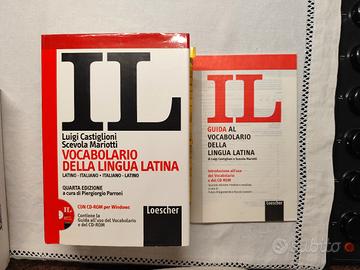 IL
Luigi Castiglioni
Scevola Mariotti
VOCABOLARIO
DELLA LINGUA LATINA
LATINO - ITALIANO • ITALIANO - LATINO
QUARTA EDIZIONE
a cura di Piergiorgio Parroni
IL
CON CD-ROM per Windows
Contiene la
Guida all'uso del Vocabolario
e del CD-ROM
Loescher
IL
GUIDA AL
VOCABOLARIO
DELLA
LINGUA LATINA
di Luigi Castiglioni e Scevola Mariotti
Introduzione all'uso
del Vocabolario
e del CD-ROM
Loescher
subito